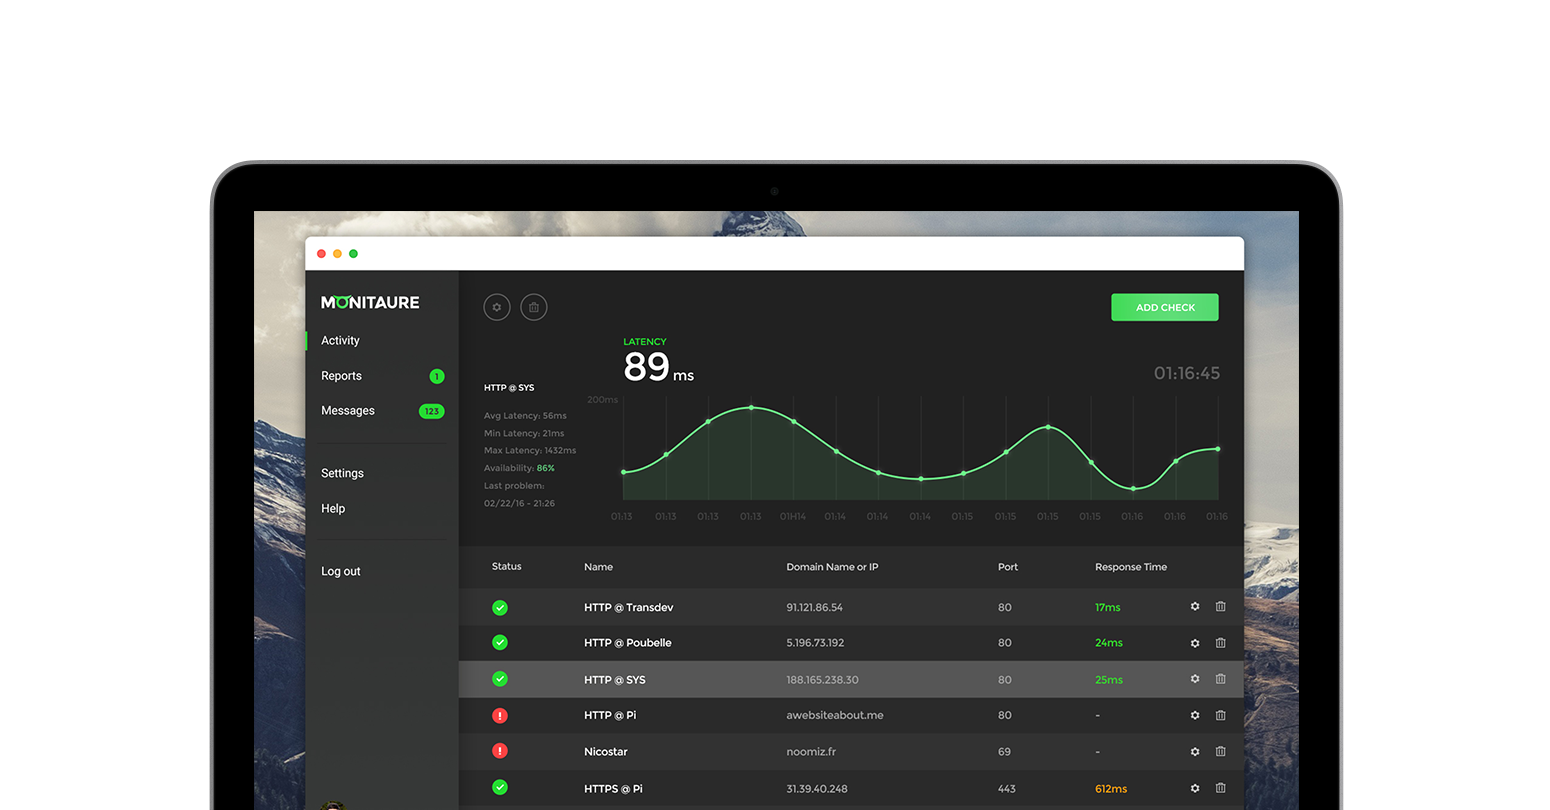 MONITAURE
Activity
Reports 1
Messages 123
Settings
Help
Log out
ADD CHECK
LATENCY
89 ms
01:16:45
HTTP @ SYS
Avg Latency: 56ms
Min Latency: 21ms
Max Latency: 1432ms
Availability: 86%
Last problem:
02/22/16 - 21:26
200ms
01:13 01:13 01:13 01:13 01H14 01:14 01:14 01:14 01:15 01:15 01:15 01:15 01:16 01:16 01:16
Status Name Domain Name or IP Port Response Time
HTTP @ Transdev 91.121.86.54 80 17ms
HTTP @ Poubelle 5.196.73.192 80 24ms
HTTP @ SYS 188.165.238.30 80 25ms
HTTP @ Pi awebsiteabout.me 80 -
Nicostar noomiz.fr 69 -
HTTPS @ Pi 31.39.40.248 443 612ms